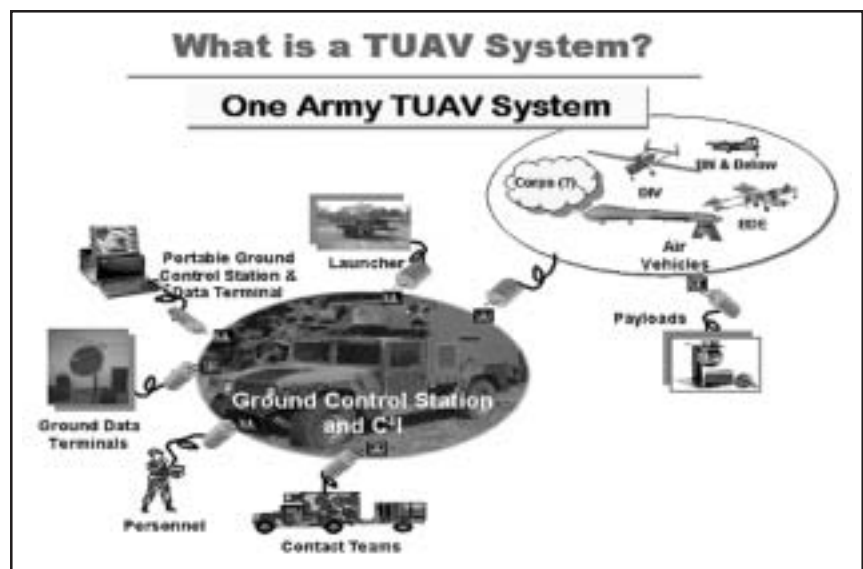 What is a TUAV System?
One Army TUAV System
BN & Below
Corps (?)
DIV
BDE
Air
Vehicles
Launcher
Portable Ground
Control Station &
Data Terminal
Payloads
Ground Control Station
and C²I
Ground Data
Terminals
Personnel
Contact Teams